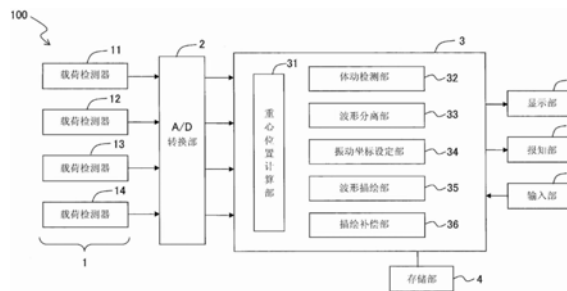 100
11
载荷检测器
12
载荷检测器
13
载荷检测器
14
载荷检测器
1
2
A/D
转换部
3
31
重心位置计算部
体动检测部
32
波形分离部
33
振动坐标设定部
34
波形描绘部
35
描绘补偿部
36
显示部
报知部
输入部
存储部
4